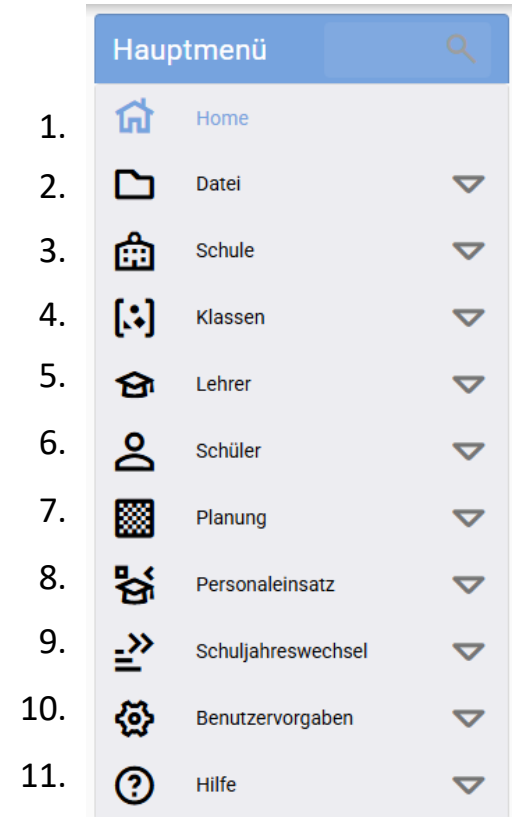 Hauptmenü
1. Home
2. Datei
3. Schule
4. Klassen
5. Lehrer
6. Schüler
7. Planung
8. Personaleinsatz
9. Schuljahreswechsel
10. Benutzervorgaben
11. Hilfe